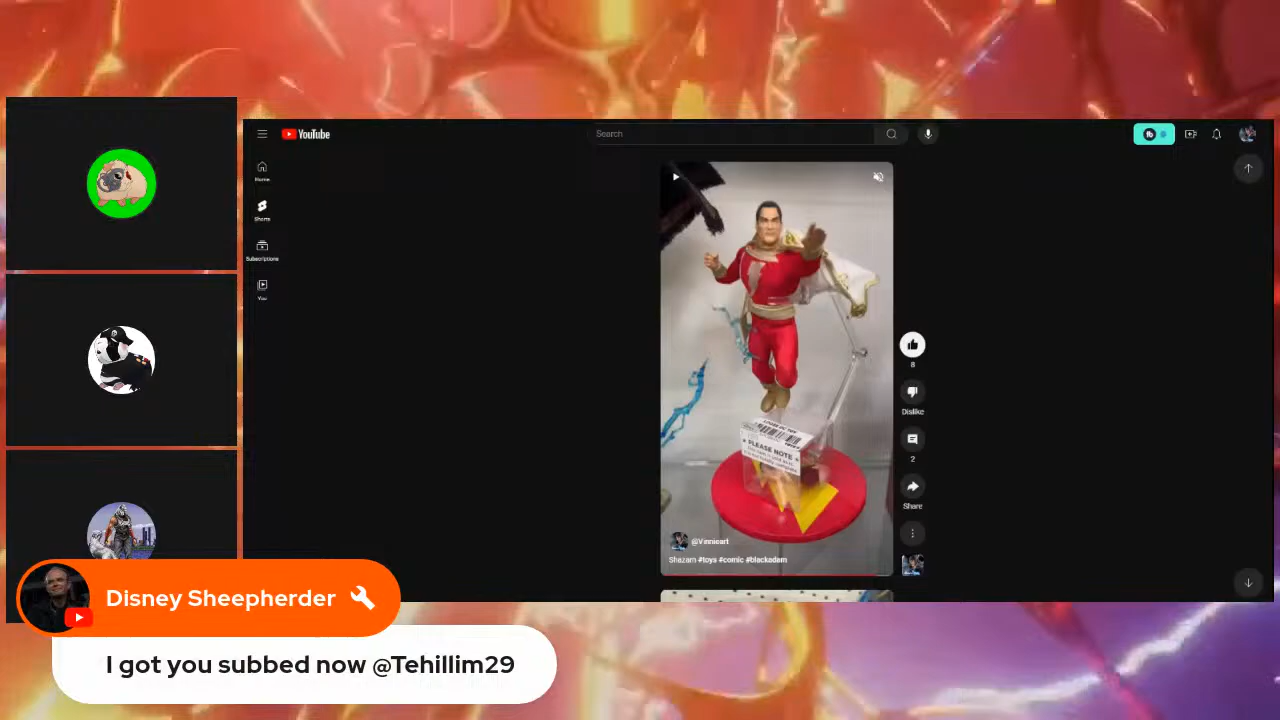 YouTube
Search
Home
Shorts
Subscriptions
You
PLEASE NOTE
@Vinnieart
Shazam #toys #comic #blackadam
8
Dislike
2
Share
Disney Sheepherder
I got you subbed now @Tehillim29